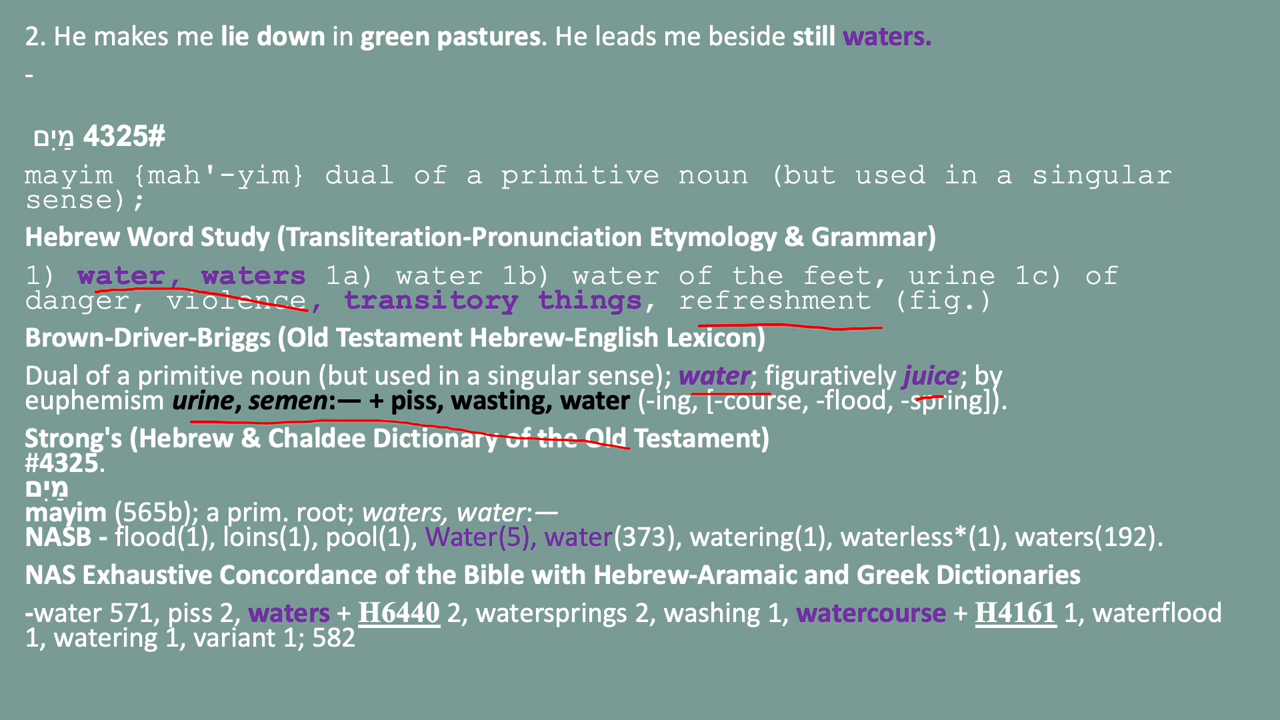 2. He makes me lie down in green pastures. He leads me beside still waters.
-
מַיִם 4325#
mayim {mah'-yim} dual of a primitive noun (but used in a singular
sense);
Hebrew Word Study (Transliteration-Pronunciation Etymology & Grammar)
1) water, waters 1a) water 1b) water of the feet, urine 1c) of
danger, violence, transitory things, refreshment (fig.)
Brown-Driver-Briggs (Old Testament Hebrew-English Lexicon)
Dual of a primitive noun (but used in a singular sense); water; figuratively juice; by
euphemism urine, semen:— + piss, wasting, water (-ing, [-course, -flood, -spring]).
Strong's (Hebrew & Chaldee Dictionary of the Old Testament)
#4325.
מַיִם
mayim (565b); a prim. root; waters, water:—
NASB - flood(1), loins(1), pool(1), Water(5), water(373), watering(1), waterless*(1), waters(192).
NAS Exhaustive Concordance of the Bible with Hebrew-Aramaic and Greek Dictionaries
-water 571, piss 2, waters + H6440 2, watersprings 2, washing 1, watercourse + H4161 1, waterflood
1, watering 1, variant 1; 582